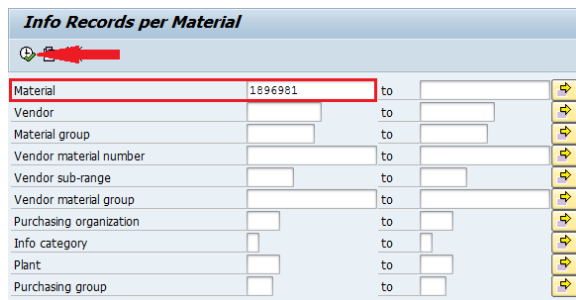 Info Records per Material
Material 1896981 to
Vendor to
Material group to
Vendor material number to
Vendor sub-range to
Vendor material group to
Purchasing organization to
Info category to
Plant to
Purchasing group to